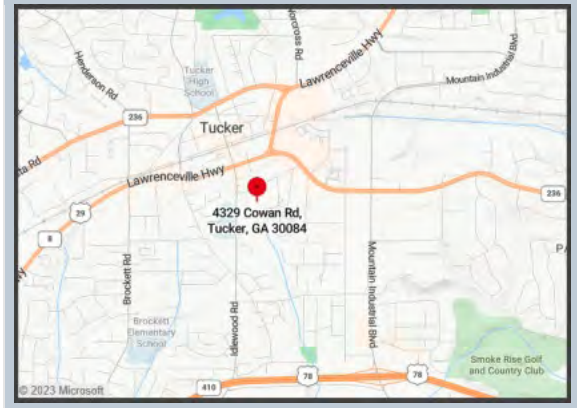 Norcross Rd
Henderson Rd
Tucker
High
School
Lawrenceville Hwy
Mountain Industrial Blvd
236
Tucker
Lawrenceville Hwy
236
29
8
4329 Cowan Rd,
Tucker, GA 30084
Brockett Rd
Idlewood Rd
Mountain Industrial Blvd
Brockett
Elementary
School
Smoke Rise Golf
and Country Club
410
78
78
© 2023 Microsoft